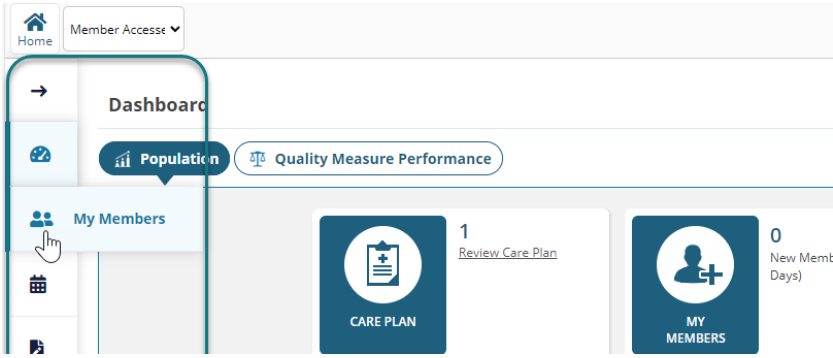 Home
Member Accesse
Dashboard
Population
Quality Measure Performance
My Members
1
Review Care Plan
CARE PLAN
0
New Memb
Days)
MY
MEMBERS